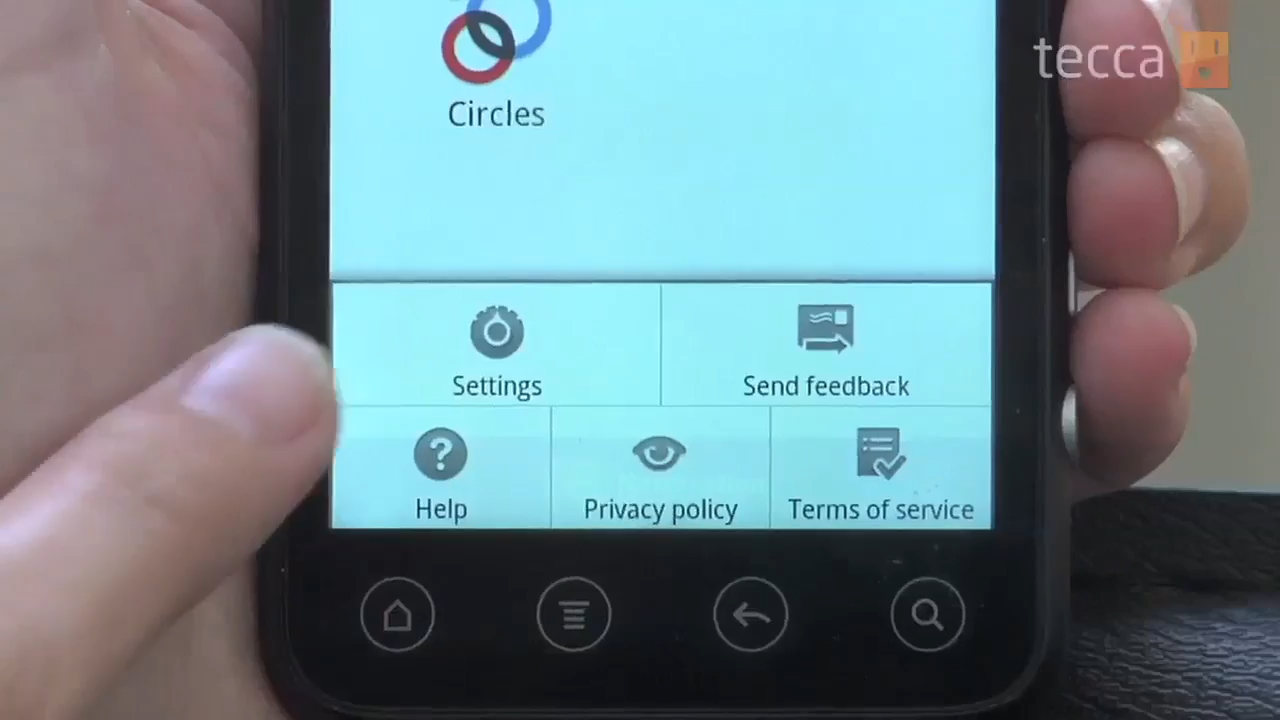 tecca
Circles
Settings
Send feedback
Help
Privacy policy
Terms of service